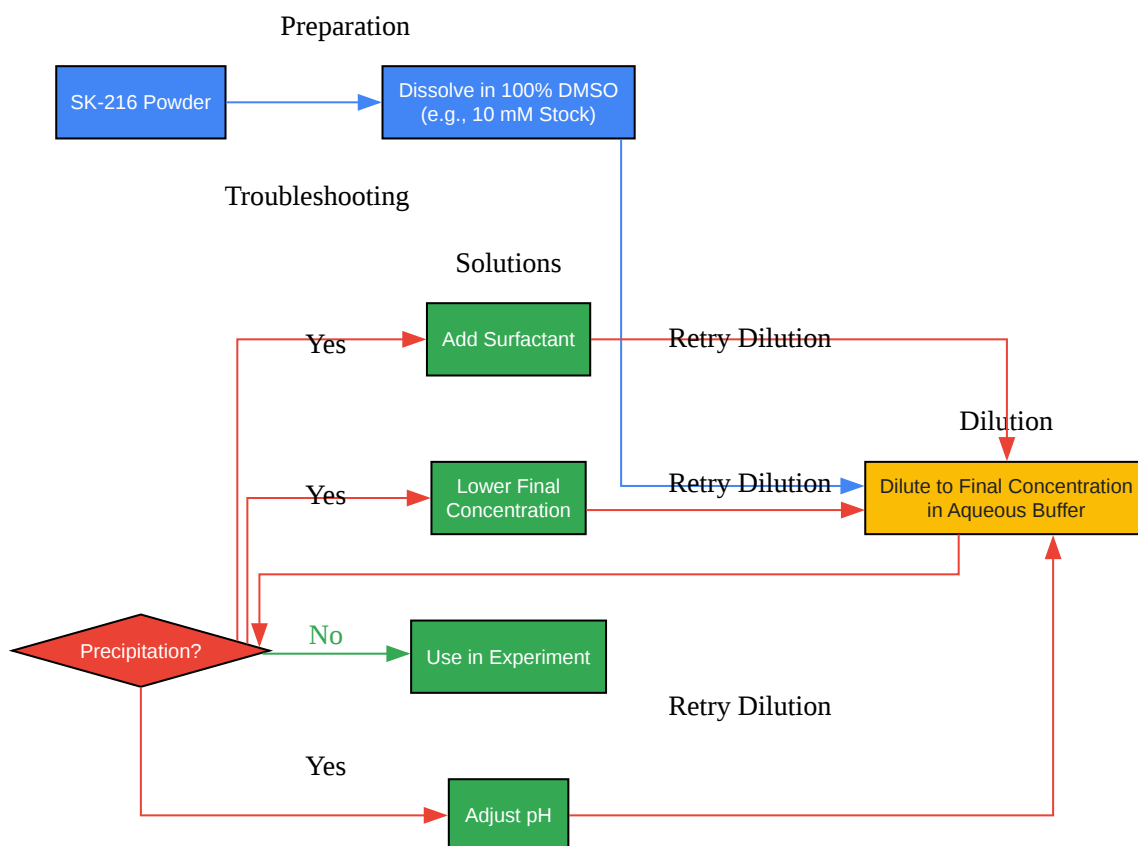 Preparation
SK-216 Powder
Dissolve in 100% DMSO
(e.g., 10 mM Stock)
Troubleshooting
Solutions
Yes
Add Surfactant
Retry Dilution
Dilution
Yes
Lower Final
Concentration
Retry Dilution
Dilute to Final Concentration
in Aqueous Buffer
Precipitation?
No
Use in Experiment
Retry Dilution
Yes
Adjust pH